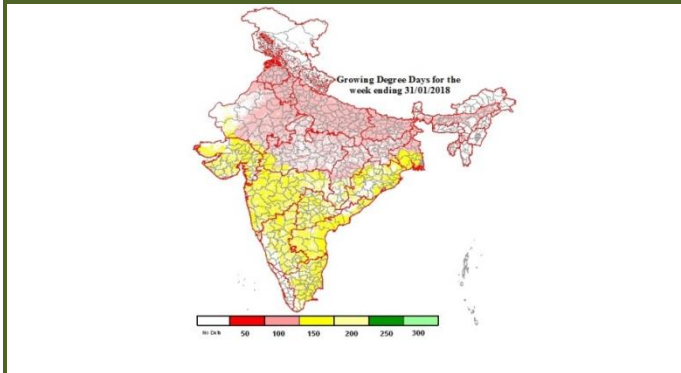 Growing Degree Days for the
week ending 31/01/2018
No Data
50 100 150 200 250 300